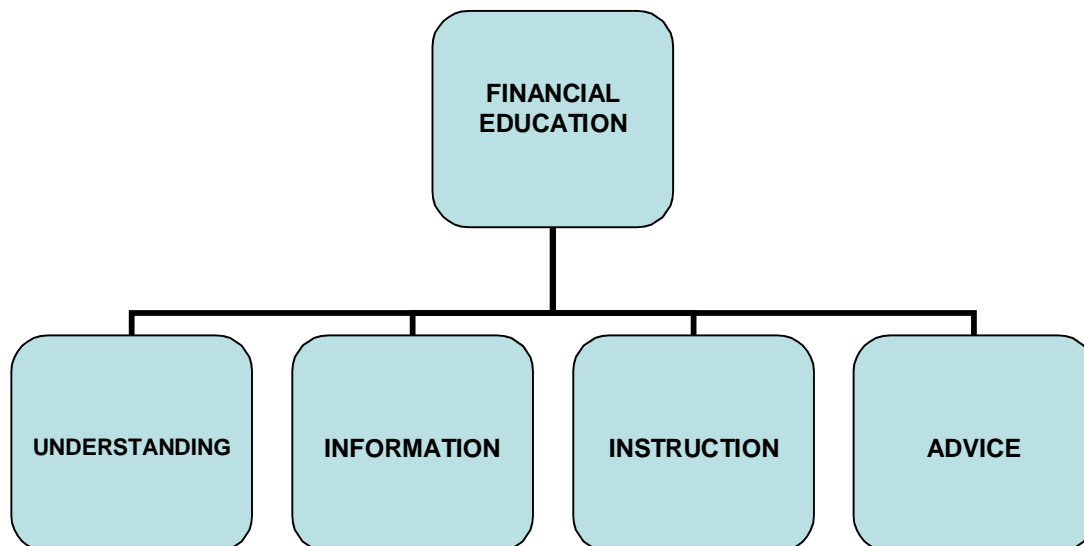 FINANCIAL
EDUCATION
UNDERSTANDING
INFORMATION
INSTRUCTION
ADVICE